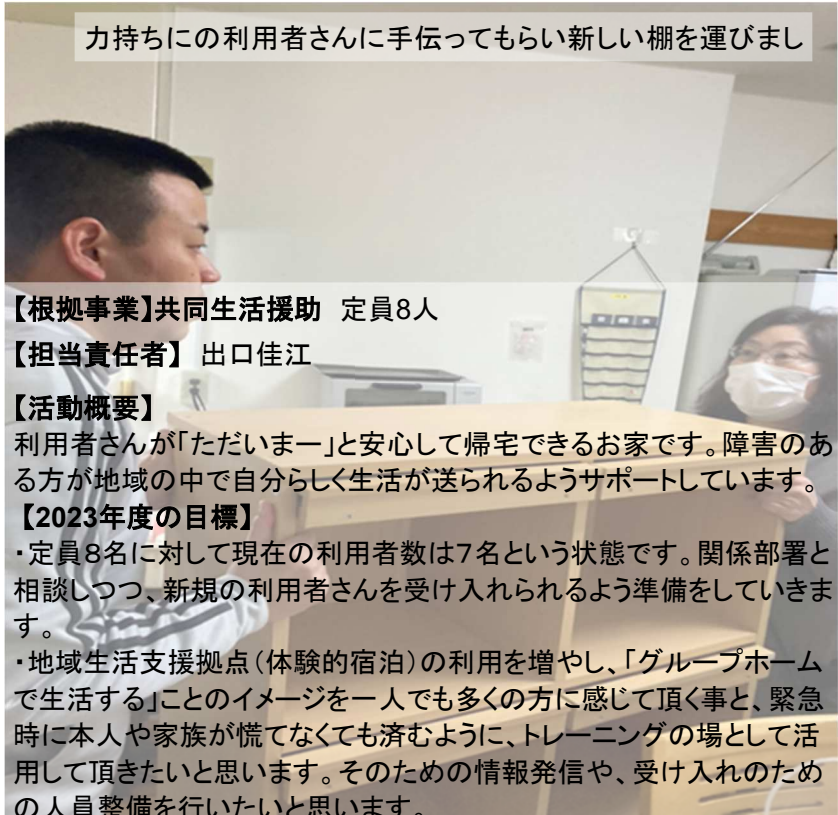 力持ちにの利用者さんに手伝ってもらい新しい棚を運びまし
【根拠事業】共同生活援助 定員8人
【担当責任者】 出口佳江
【活動概要】
利用者さんが「ただいまー」と安心して帰宅できるお家です。障害のあ
る方が地域の中で自分らしく生活が送られるようサポートしています。
【2023年度の目標】
・定員8名に対して現在の利用者数は7名という状態です。関係部署と
相談しつつ、新規の利用者さんを受け入れられるよう準備をしていきま
す。
・地域生活支援拠点（体験的宿泊）の利用を増やし、「グループホーム
で生活する」ことのイメージを一人でも多くの方に感じて頂く事と、緊急
時に本人や家族が慌てなくても済むように、トレーニングの場として活
用して頂きたいと思います。そのための情報発信や、受け入れのため
の人員整備を行いたいと思います。